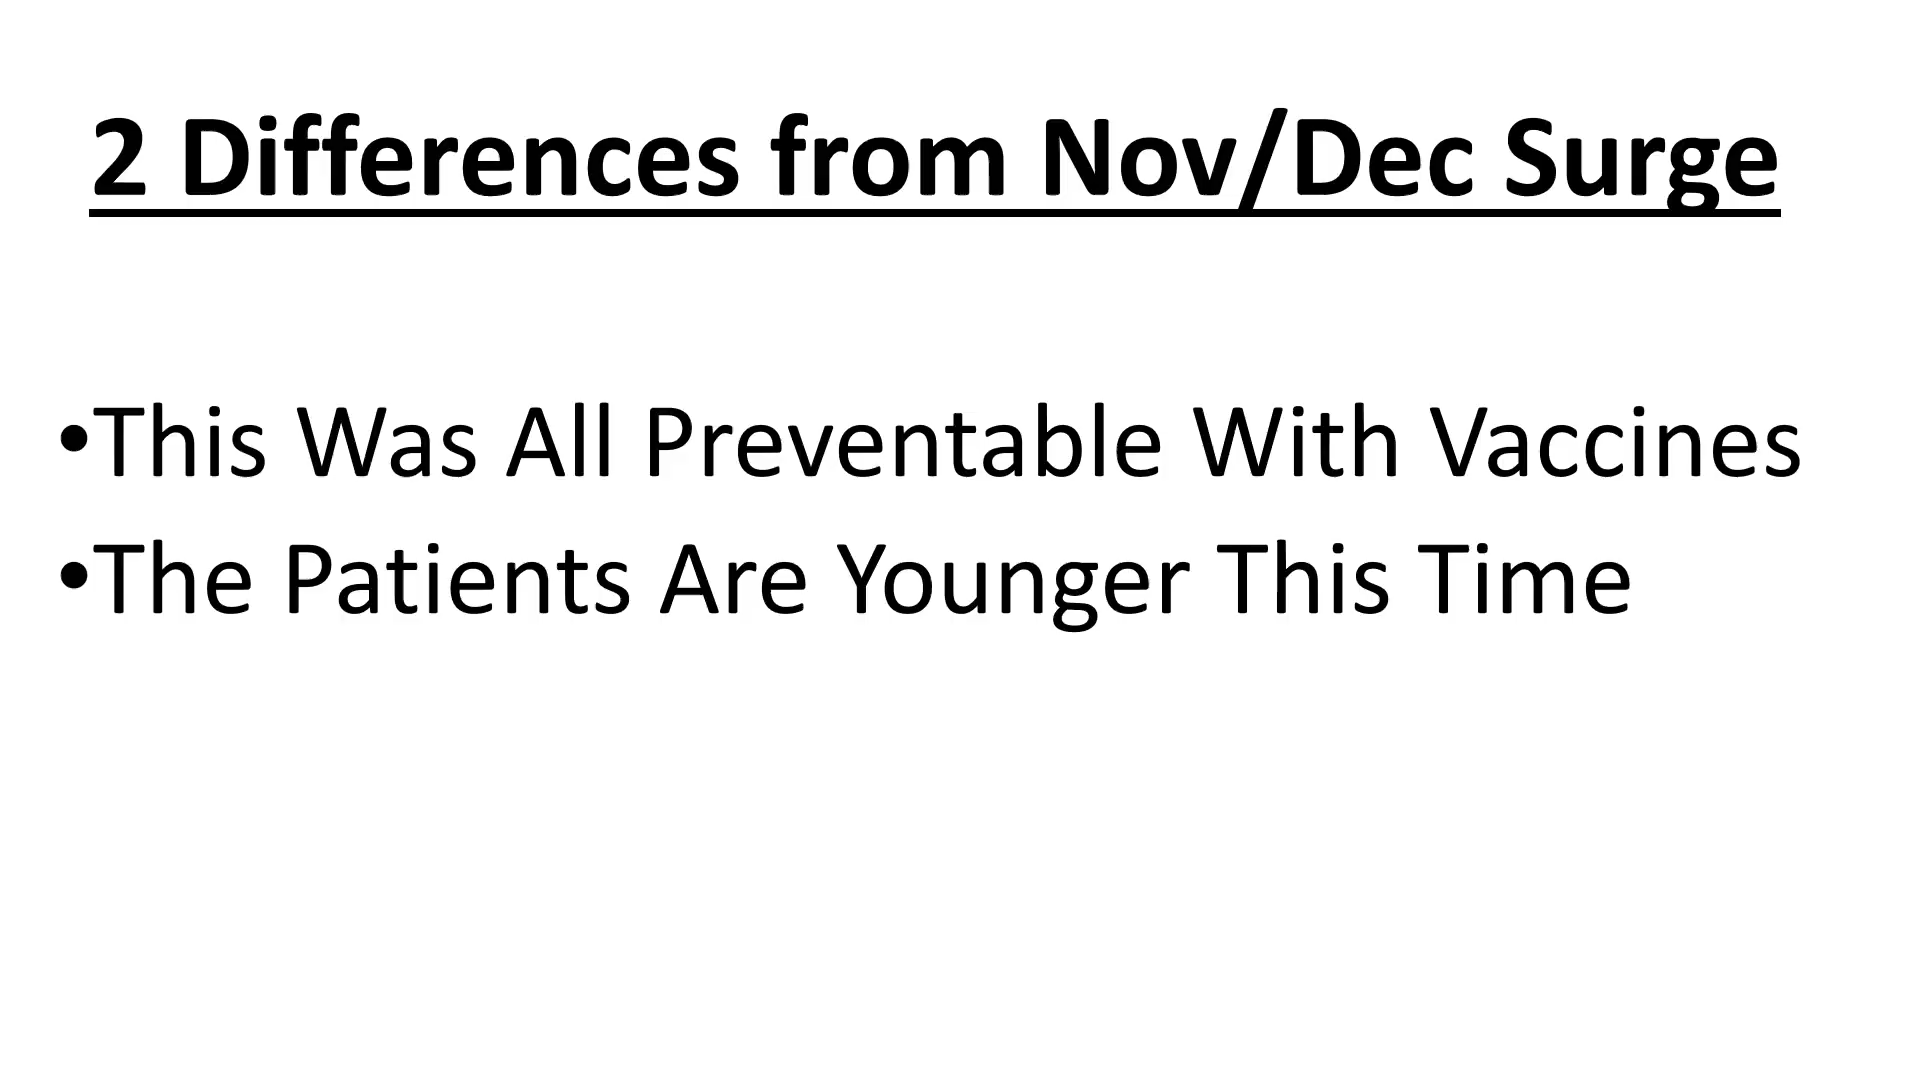 2 Differences from Nov/Dec Surge
•This Was All Preventable With Vaccines
•The Patients Are Younger This Time